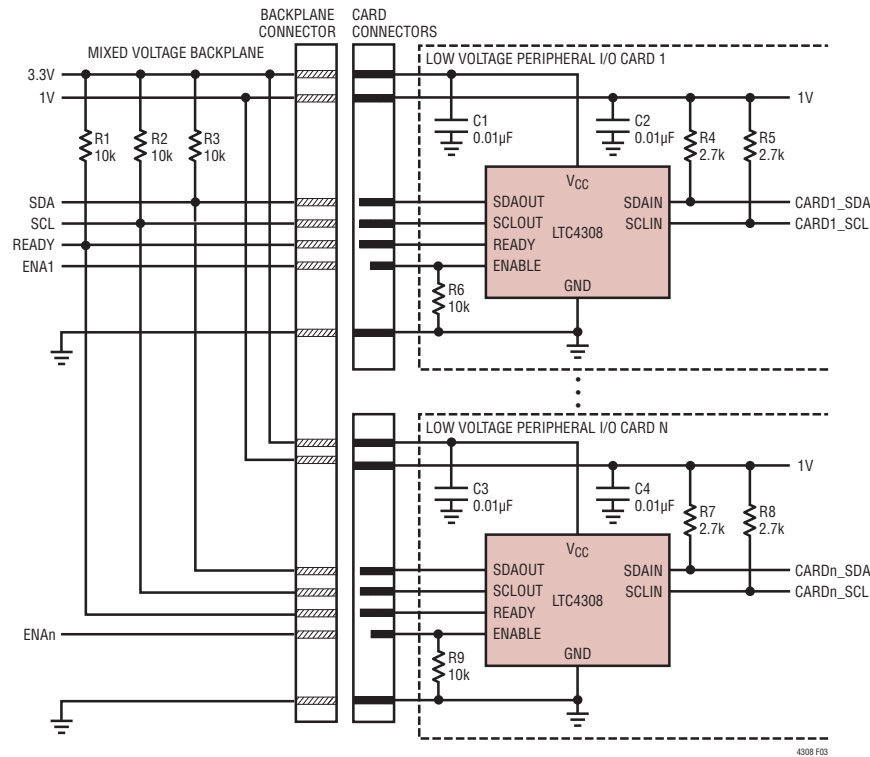 BACKPLANE
CONNECTOR
CARD
CONNECTORS
MIXED VOLTAGE BACKPLANE
LOW VOLTAGE PERIPHERAL I/O CARD 1
3.3V
1V
1V
R1
10k
R2
10k
R3
10k
C1
0.01µF
C2
0.01µF
R4
2.7k
R5
2.7k
VCC
SDA
SCL
READY
ENA1
SDAOUT
SCLOUT
READY
ENABLE
LTC4308
SDAIN
SCLIN
GND
CARD1_SDA
CARD1_SCL
R6
10k
LOW VOLTAGE PERIPHERAL I/O CARD N
1V
C3
0.01µF
C4
0.01µF
R7
2.7k
R8
2.7k
VCC
SDAOUT
SCLOUT
READY
ENABLE
LTC4308
SDAIN
SCLIN
GND
CARDn_SDA
CARDn_SCL
ENAn
R9
10k
4308 F03